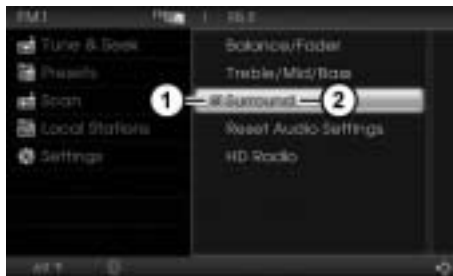 FM1
Tune & Seek
Presets
Scan
Local Stations
Settings
Balance/Fader
Treble/Mid/Bass
1 Surround 2
Reset Audio Settings
HD Radio